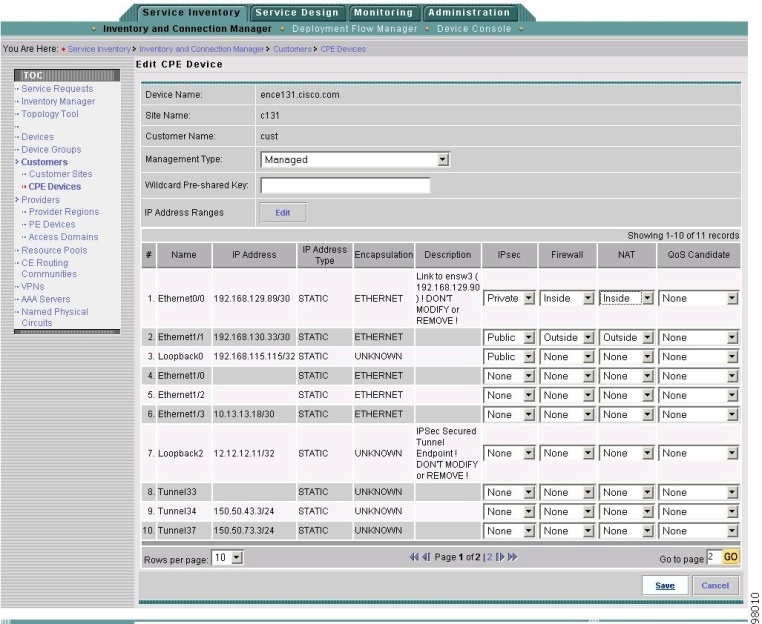 Service Inventory Service Design Monitoring Administration
Inventory and Connection Manager Deployment Flow Manager Device Console
You Are Here: Service Inventory > Inventory and Connection Manager > Customers > CPE Devices
TOC
Service Requests
Inventory Manager
Topology Tool
..
Devices
Device Groups
Customers
Customer Sites
CPE Devices
Providers
Provider Regions
PE Devices
Access Domains
Resource Pools
CE Routing
Communities
VPNs
AAA Servers
Named Physical
Circuits
Edit CPE Device
Device Name: ence131.cisco.com
Site Name: c131
Customer Name: cust
Management Type: Managed
Wildcard Pre-shared Key:
IP Address Ranges Edit
Showing 1-10 of 11 records
# Name IP Address IP Address Type Encapsulation Description IPsec Firewall NAT QoS Candidate
1. Ethernet0/0 192.168.129.89/30 STATIC ETHERNET Link to ensw3 ( 192.168.129.90 ) ! DON'T MODIFY or REMOVE ! Private Inside Inside None
2. Ethernet1/1 192.168.130.33/30 STATIC ETHERNET Public Outside Outside None
3. Loopback0 192.168.115.115/32 STATIC UNKNOWN Public None None None
4. Ethernet1/0 STATIC ETHERNET None None None None
5. Ethernet1/2 STATIC ETHERNET None None None None
6. Ethernet1/3 10.13.13.18/30 STATIC ETHERNET None None None None
7. Loopback2 12.12.12.11/32 STATIC UNKNOWN IPSec Secured Tunnel Endpoint ! DON'T MODIFY or REMOVE ! None None None None
8. Tunnel33 STATIC UNKNOWN None None None None
9. Tunnel34 150.50.43.3/24 STATIC UNKNOWN None None None None
10. Tunnel37 150.50.73.3/24 STATIC UNKNOWN None None None None
Rows per page: 10 Page 1 of 2 | 2 Go to page 2 GO
Save Cancel
98010